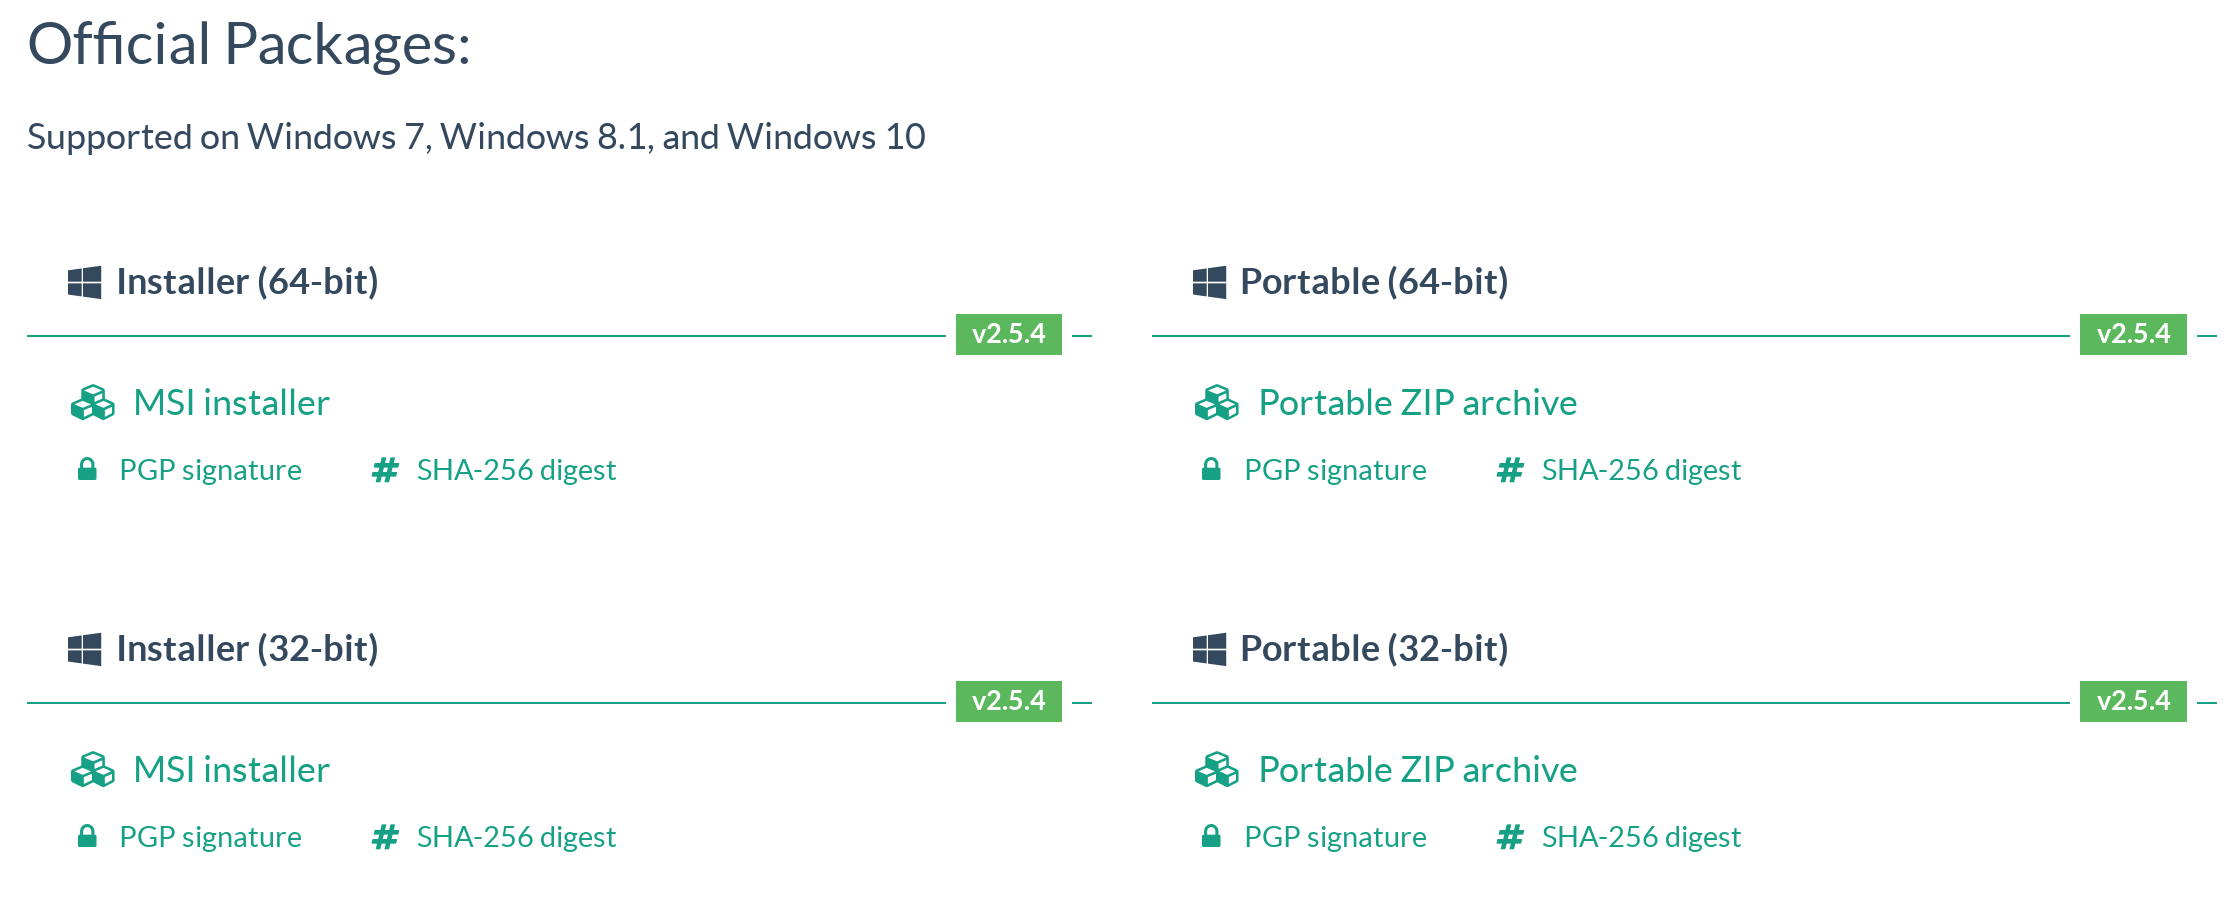 Official Packages:
Supported on Windows 7, Windows 8.1, and Windows 10
Installer (64-bit)
v2.5.4
MSI installer
PGP signature
SHA-256 digest
Portable (64-bit)
v2.5.4
Portable ZIP archive
PGP signature
SHA-256 digest
Installer (32-bit)
v2.5.4
MSI installer
PGP signature
SHA-256 digest
Portable (32-bit)
v2.5.4
Portable ZIP archive
PGP signature
SHA-256 digest